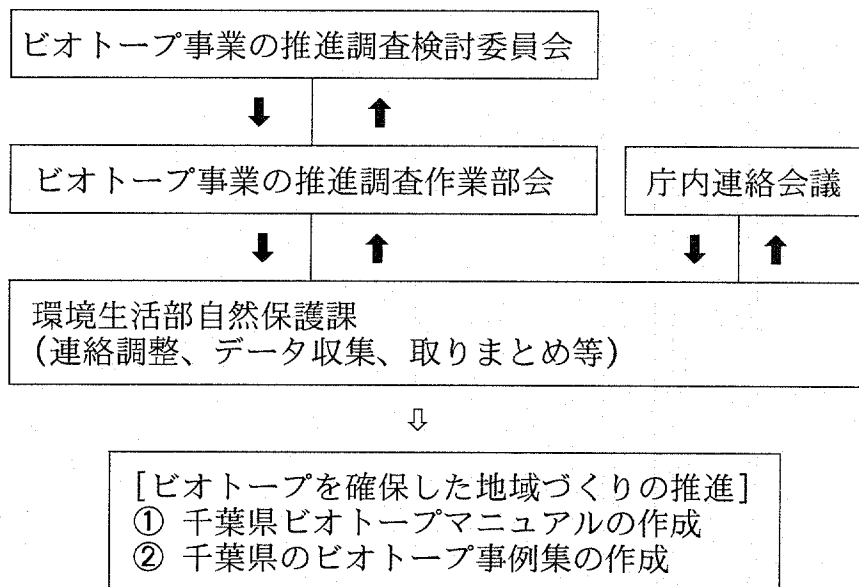 ビオトープ事業の推進調査検討委員会
ビオトープ事業の推進調査作業部会
庁内連絡会議
環境生活部自然保護課
(連絡調整、データ収集、取りまとめ等)
[ビオトープを確保した地域づくりの推進]
① 千葉県ビオトープマニュアルの作成
② 千葉県のビオトープ事例集の作成